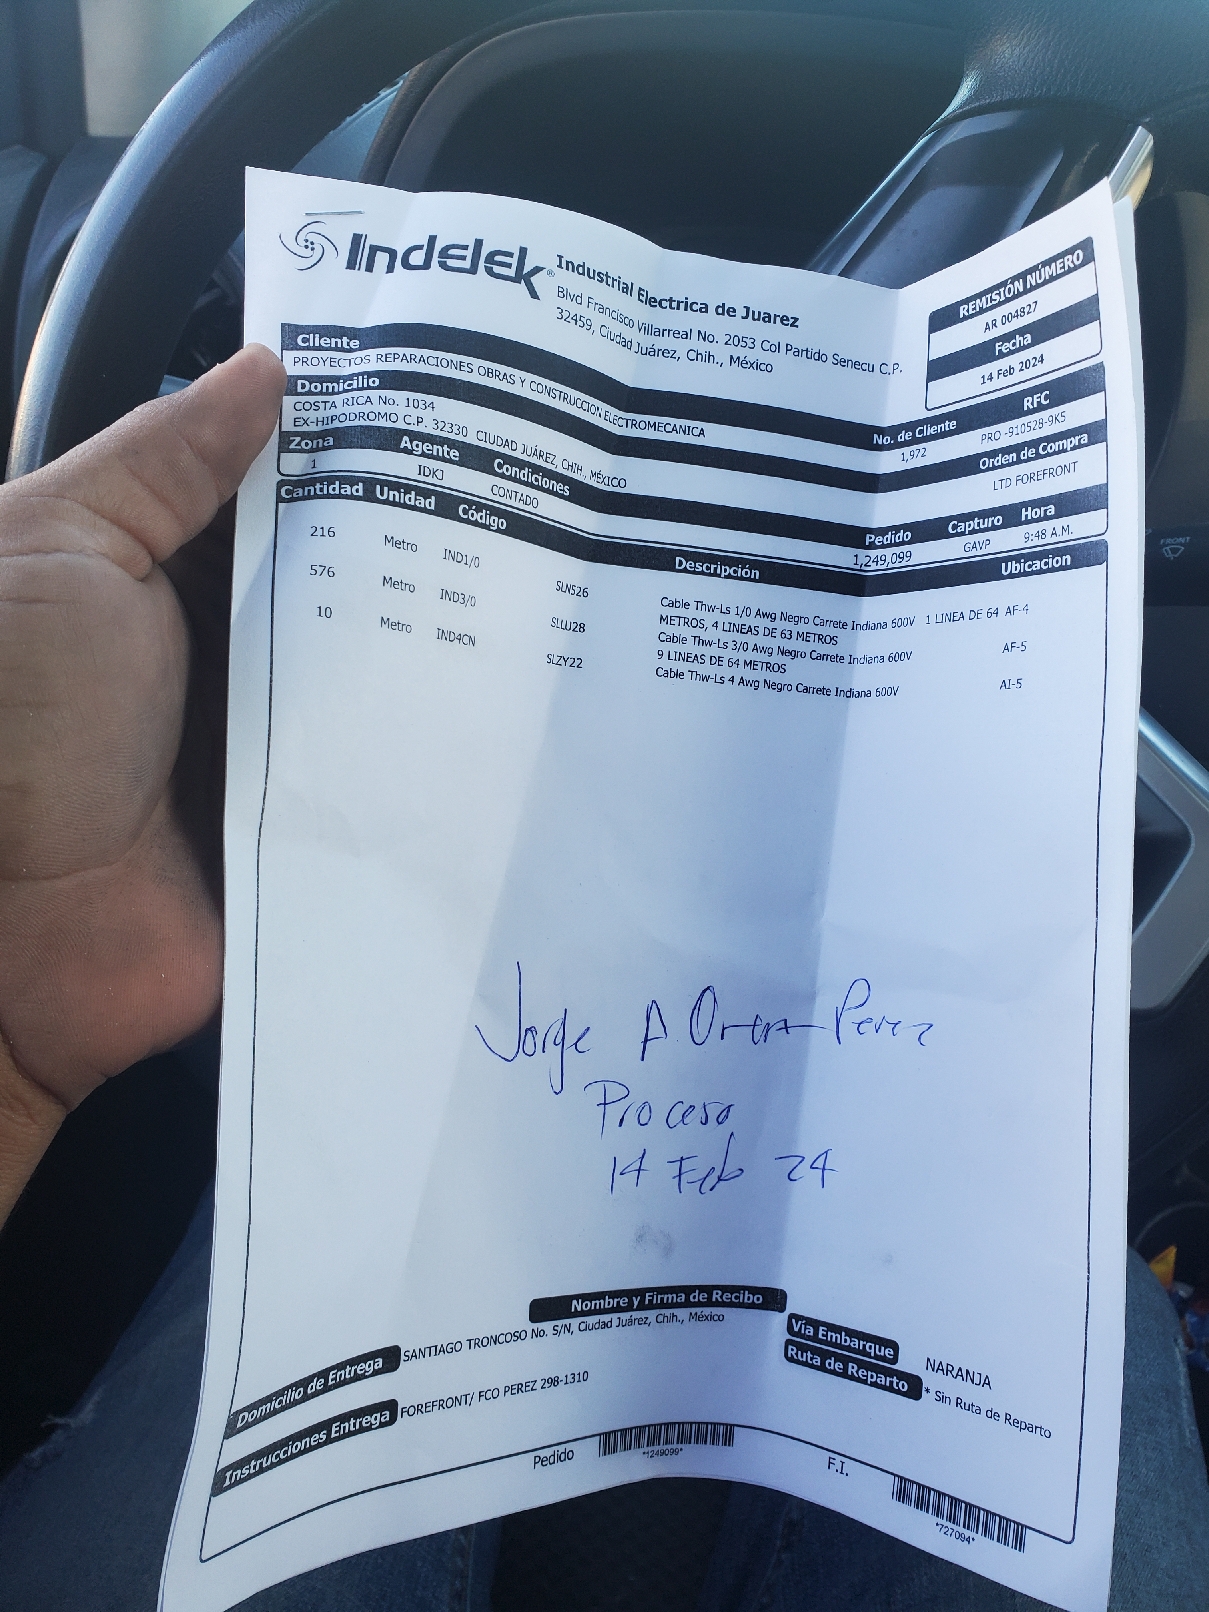 Indelek®
Industrial Electrica de Juarez
Blvd Francisco Villarreal No. 2053 Col Partido Senecu C.P.
32459, Ciudad Juárez, Chih., México
REMISIÓN NÚMERO
AR 004827
Fecha
14 Feb 2024
Cliente
PROYECTOS REPARACIONES OBRAS Y CONSTRUCCION ELECTROMECANICA
No. de Cliente RFC
1,972 PRO -910528-9K5
Domicilio
COSTA RICA No. 1034
EX-HIPODROMO C.P. 32330 CIUDAD JUÁREZ, CHIH., MÉXICO
Orden de Compra
LTD FOREFRONT
Zona Agente Condiciones Pedido Capturo Hora
1 IDKJ CONTADO 1,249,099 GAVP 9:48 A.M.
Cantidad Unidad Código Descripción Ubicacion
216 Metro IND1/0 SLNS26 Cable Thw-Ls 1/0 Awg Negro Carrete Indiana 600V 1 LINEA DE 64 AF-4
METROS, 4 LINEAS DE 63 METROS
576 Metro IND3/0 SLUJ28 Cable Thw-Ls 3/0 Awg Negro Carrete Indiana 600V AF-5
9 LINEAS DE 64 METROS
10 Metro IND4CN SLZY22 Cable Thw-Ls 4 Awg Negro Carrete Indiana 600V AI-5
Jorge A. Perez
Proceso
14 Feb 24
Nombre y Firma de Recibo
Domicilio de Entrega SANTIAGO TRONCOSO No. S/N, Ciudad Juárez, Chih., México
Vía Embarque NARANJA
Ruta de Reparto * Sin Ruta de Reparto
Instrucciones Entrega FOREFRONT/ FCO PEREZ 298-1310
Pedido *1249099*
F.I. *727094*
FRONT